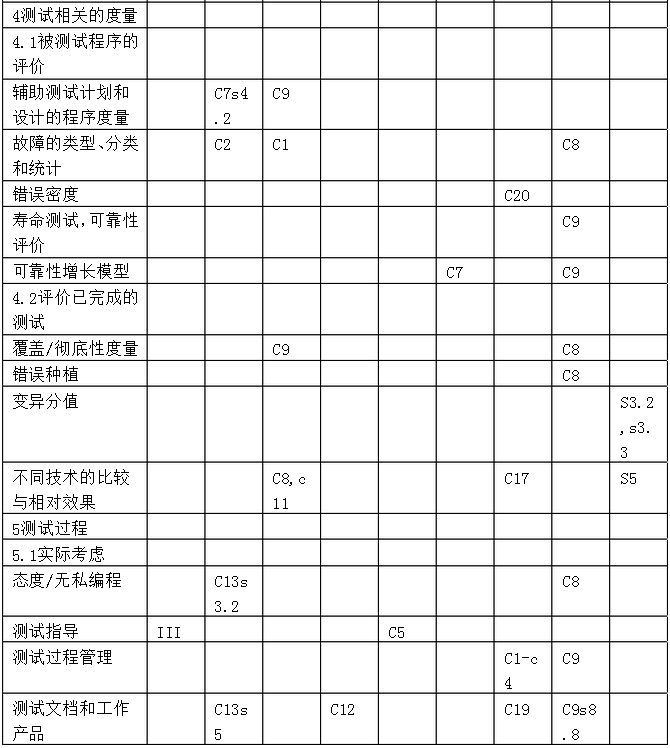 4测试相关的度量
4.1被测试程序的
评价
辅助测试计划和 C7s4 C9
设计的程序度量 .2
故障的类型、分类 C2 C1 C8
和统计
错误密度 C20
寿命测试,可靠性 C9
评价
可靠性增长模型 C7 C9
4.2评价已完成的
测试
覆盖/彻底性度量 C9 C8
错误种植 C8
变异分值 S3.2
,s3.
3
不同技术的比较 C8,c C17 S5
与相对效果 11
5测试过程
5.1实际考虑
态度/无私编程 C13s C8
3.2
测试指导 III C5
测试过程管理 C1-c C9
4
测试文档和工作 C13s C12 C19 C9s8
产品 5 .8